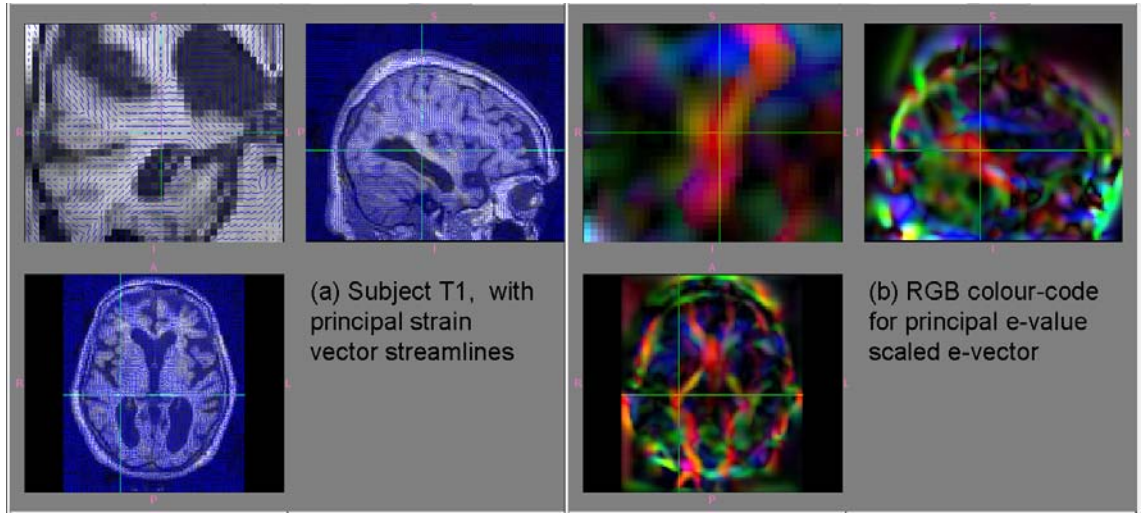 S
S
S
S
R
L
P
R
L
P
A
I
I
I
I
A
A
(a) Subject T1, with
principal strain
vector streamlines
(b) RGB colour-code
for principal e-value
scaled e-vector
R
L
R
L
P
P